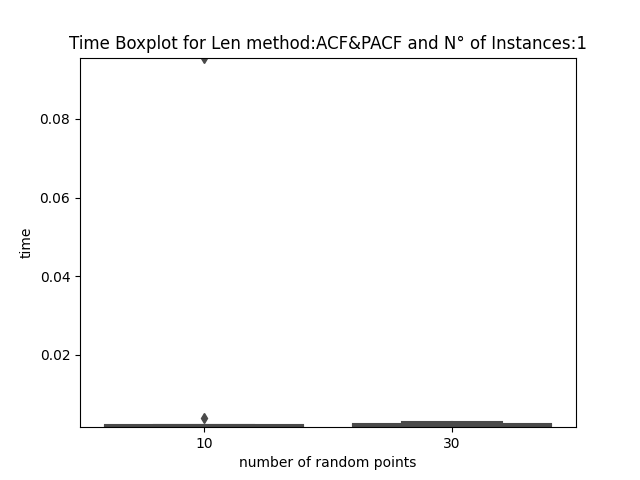 Time Boxplot for Len method:ACF&PACF and N° of Instances:1
0.08
0.06
0.04
0.02
time
10
30
number of random points